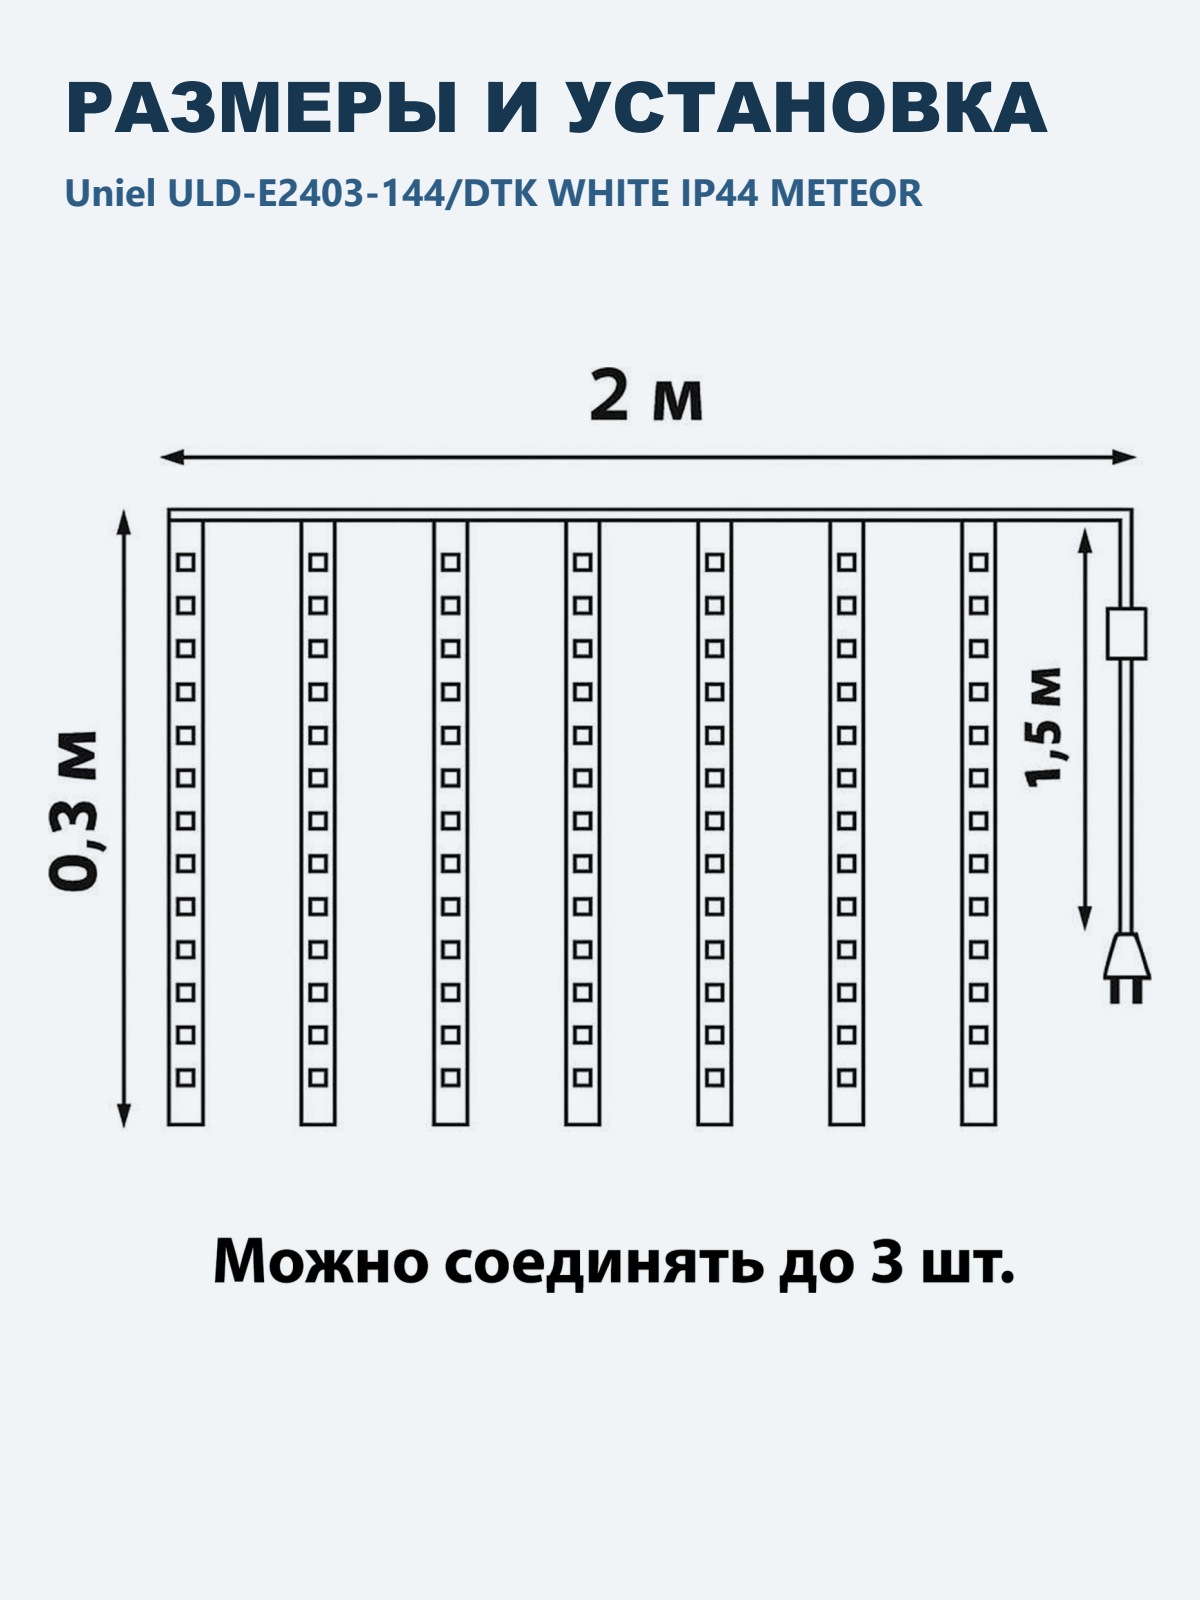 РАЗМЕРЫ И УСТАНОВКА
Uniel ULD-E2403-144/DTK WHITE IP44 METEOR
2 м
0,3 м
1,5 м
Можно соединять до 3 шт.